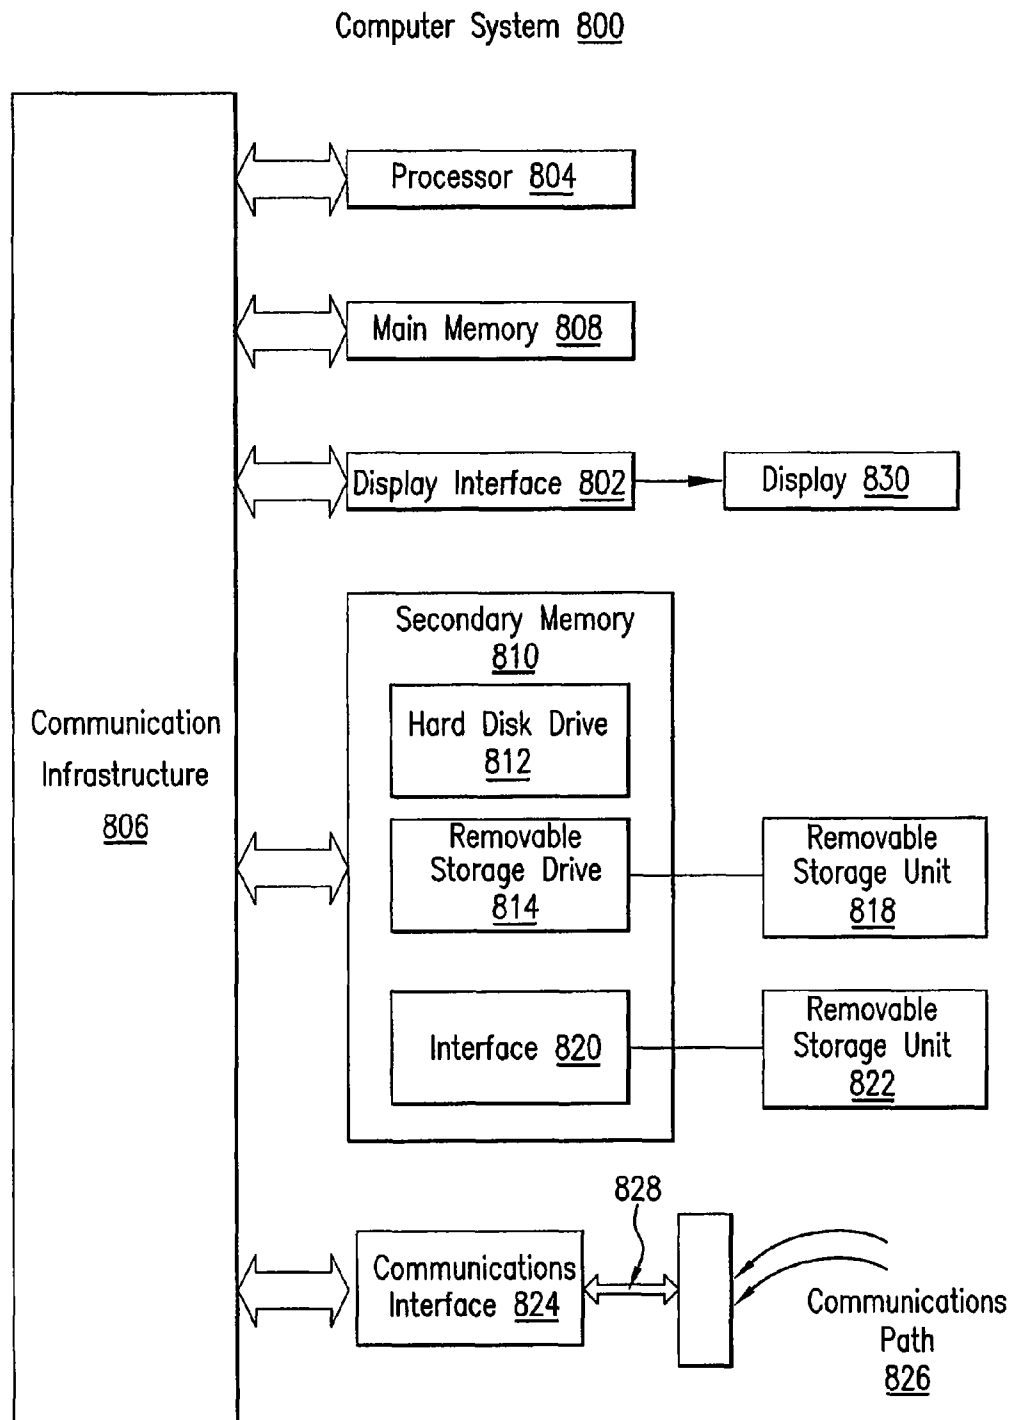 Computer System 800
Processor 804
Main Memory 808
Display Interface 802
Display 830
Secondary Memory
810
Hard Disk Drive
812
Communication
Infrastructure
806
Removable
Storage Drive
814
Removable
Storage Unit
818
Interface 820
Removable
Storage Unit
822
828
Communications
Interface 824
Communications
Path
826